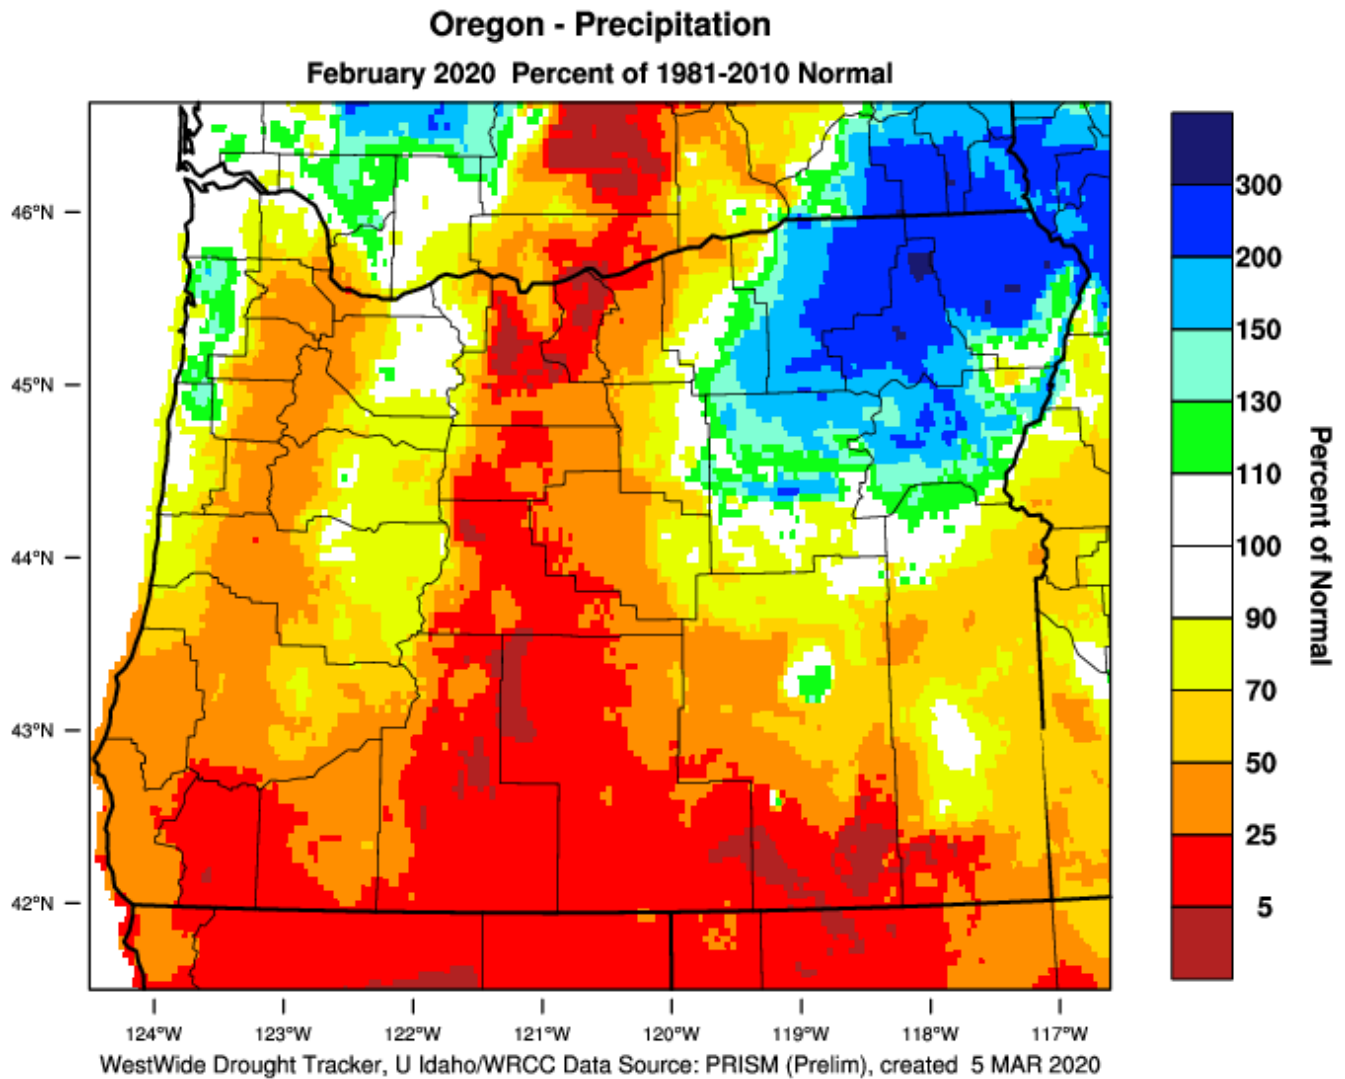 Oregon - Precipitation
February 2020 Percent of 1981-2010 Normal
46°N
45°N
44°N
43°N
42°N
124°W 123°W 122°W 121°W 120°W 119°W 118°W 117°W
300
200
150
130
110
100
90
70
50
25
5
Percent of Normal
WestWide Drought Tracker, U Idaho/WRCC Data Source: PRISM (Prelim), created 5 MAR 2020